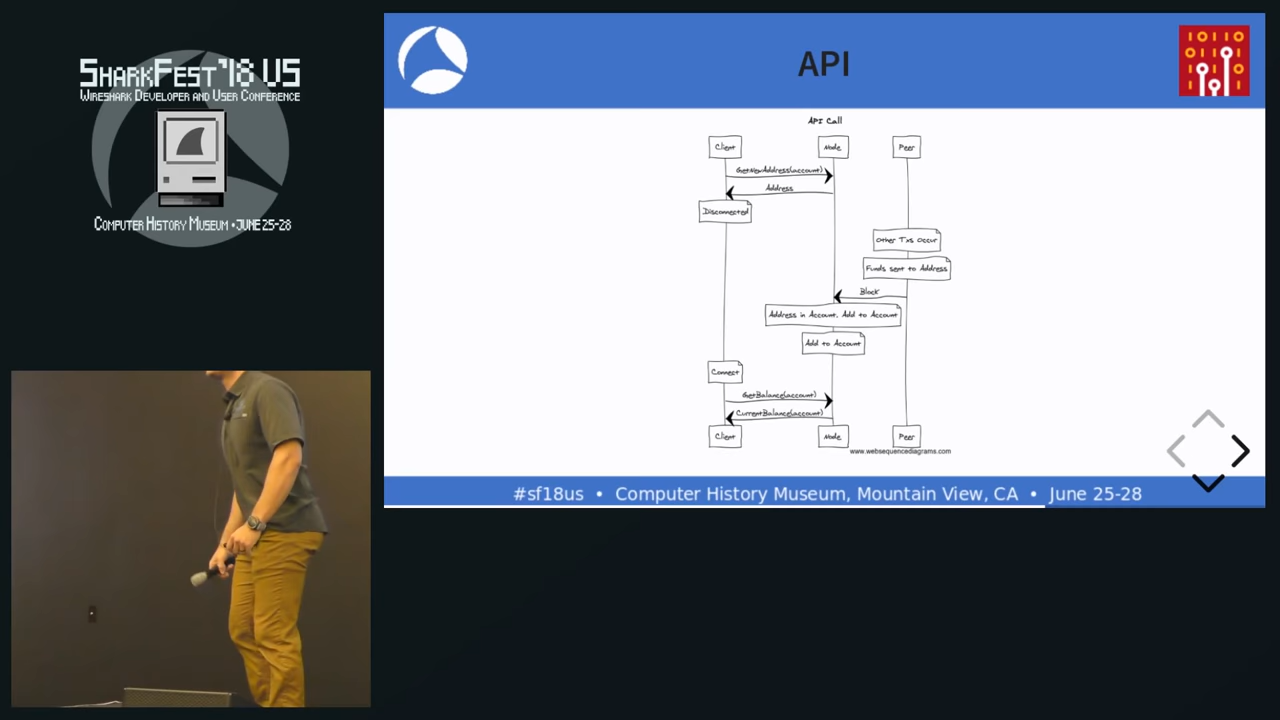 SharkFest'18 US
Wireshark Developer and User Conference
Computer History Museum • June 25-28
API
API Call
Client
Node
Peer
GetNewAddress(account)
Address
Disconnected
Other Txs Occur
Funds sent to Address
Block
Address in Account, Add to Account
Add to Account
Connect
GetBalance(account)
CurrentBalance(account)
Client
Node
Peer
www.websequencediagrams.com
#sf18us • Computer History Museum, Mountain View, CA • June 25-28